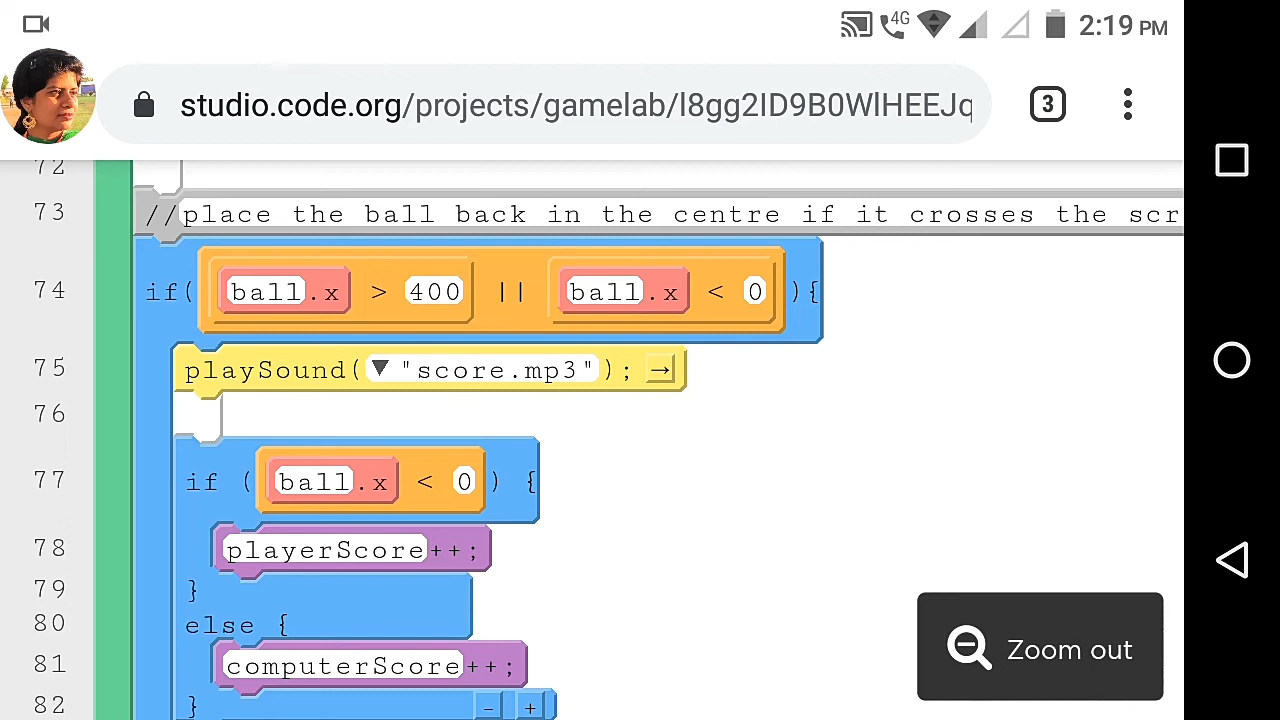 4G 2:19 PM
studio.code.org/projects/gamelab/l8gg2ID9B0WlHEEJq
3
72
73 //place the ball back in the centre if it crosses the scr
74 if( ball.x > 400 || ball.x < 0 ){
75 playSound( ▼ "score.mp3" ); →
76
77 if ( ball.x < 0 ) {
78 playerScore++;
79 }
80 else {
81 computerScore++;
82 } - +
Zoom out